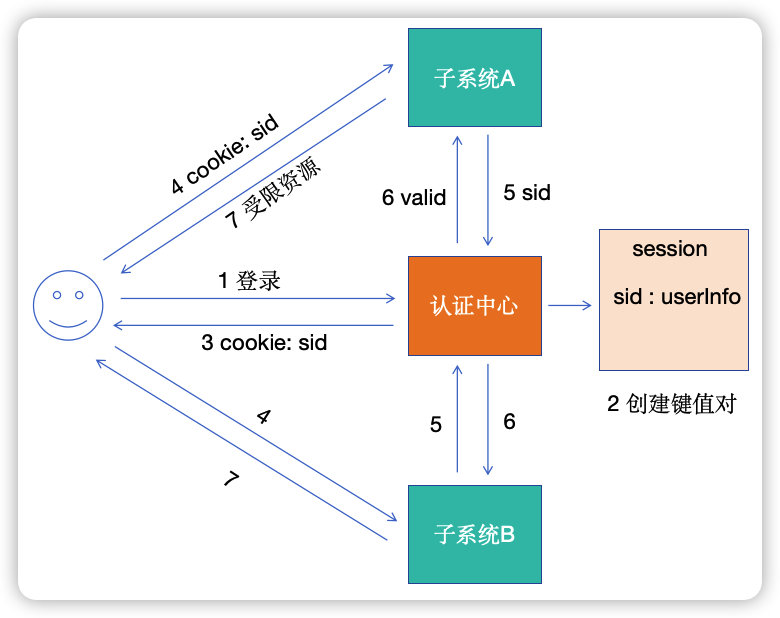 子系统A
4 cookie: sid
7 受限资源
6 valid
5 sid
session
sid : userInfo
1 登录
认证中心
3 cookie: sid
2 创建键值对
4
5
6
7
子系统B